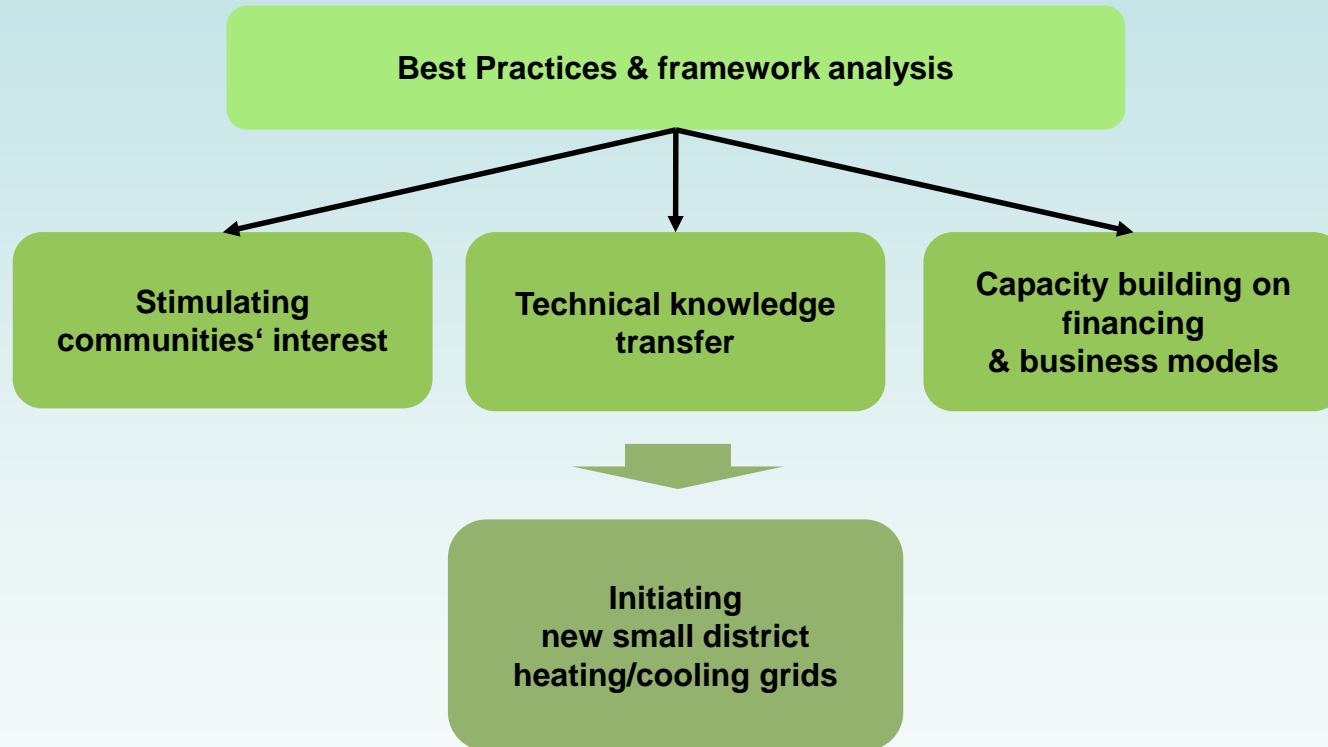 Best Practices & framework analysis
Stimulating
communities‘ interest
Technical knowledge
transfer
Capacity building on
financing
& business models
Initiating
new small district
heating/cooling grids